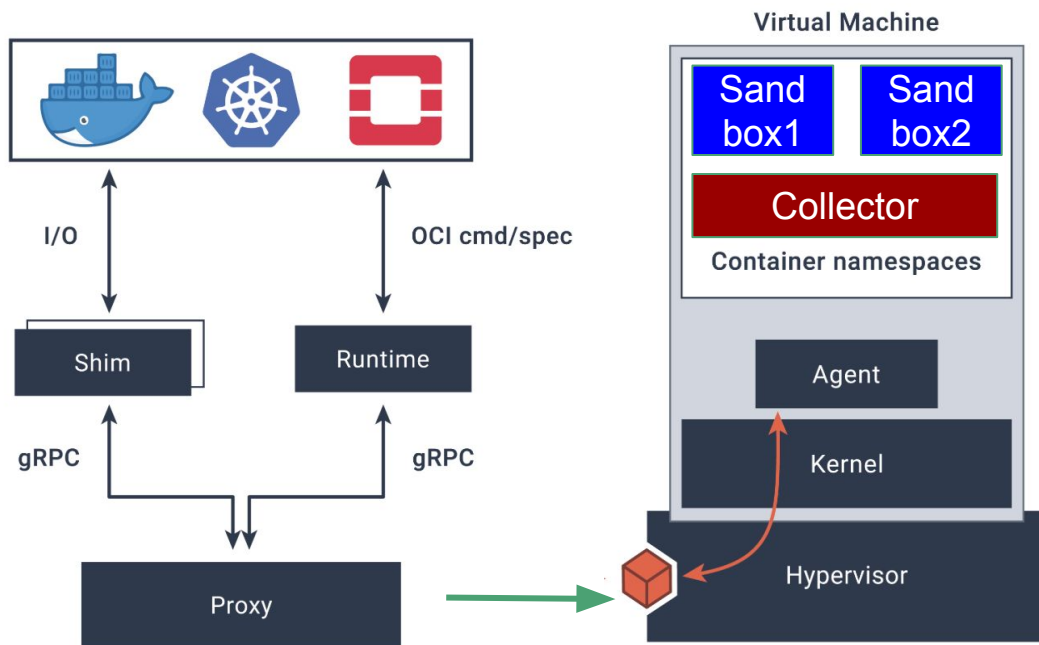 Virtual Machine
Sand
box1
Sand
box2
Collector
Container namespaces
I/O
OCI cmd/spec
Shim
Runtime
Agent
gRPC
gRPC
Kernel
Proxy
Hypervisor